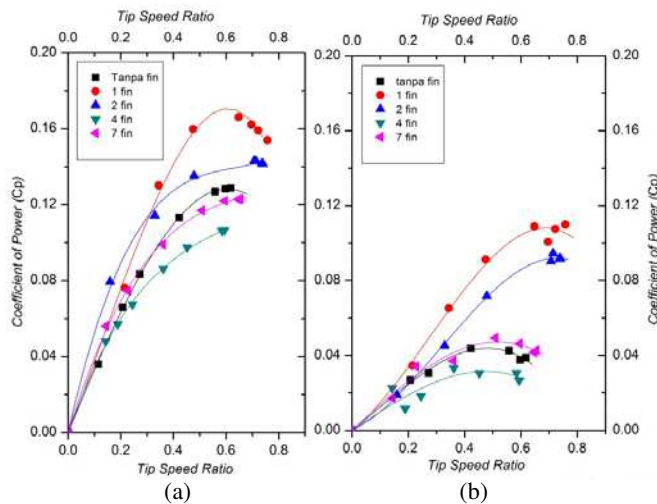 Tip Speed Ratio
0.0 0.2 0.4 0.6 0.8
0.20
0.16
0.12
0.08
0.04
0.00
Coefficient of Power (Cp)
Tanpa fin
1 fin
2 fin
4 fin
7 fin
0.0 0.2 0.4 0.6 0.8
Tip Speed Ratio
(a)
Tip Speed Ratio
0.0 0.2 0.4 0.6 0.8
0.20
0.16
0.12
0.08
0.04
0.00
tanpa fin
1 fin
2 fin
4 fin
7 fin
0.20
0.16
0.12
0.08
0.04
0.00
Coefficient of Power (Cp)
0.0 0.2 0.4 0.6 0.8
Tip Speed Ratio
(b)